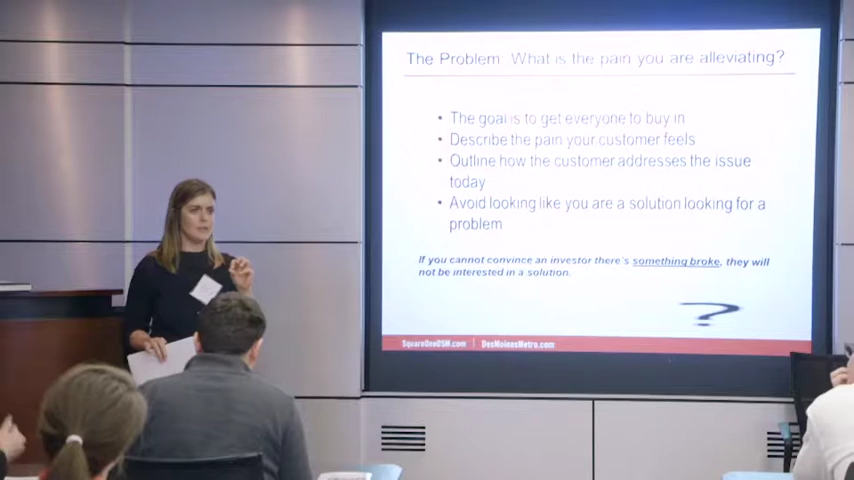 The Problem: What is the pain you are alleviating?
• The goal is to get everyone to buy in
• Describe the pain your customer feels
• Outline how the customer addresses the issue
today
• Avoid looking like you are a solution looking for a
problem
If you cannot convince an investor there's something broke, they will
not be interested in a solution.
?
SquareOneDSM.com | DesMoinesMetro.com